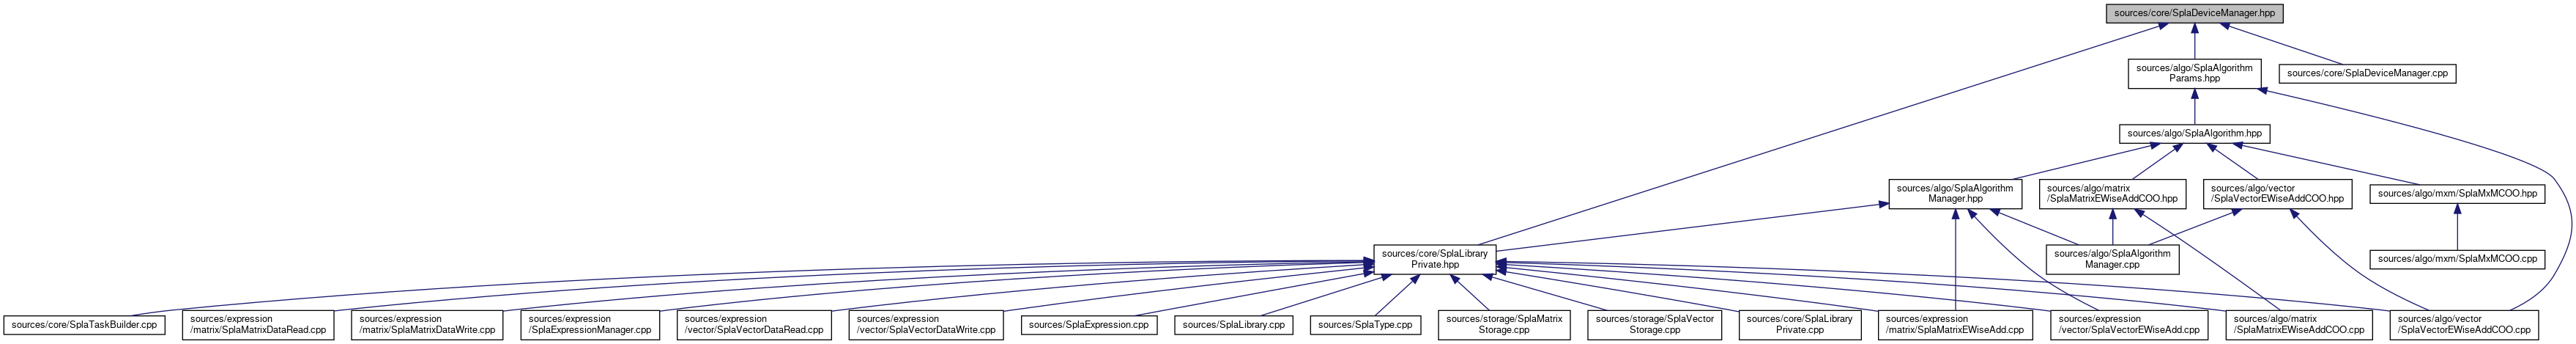 sources/core/SplaDeviceManager.hpp
sources/algo/SplaAlgorithm
Params.hpp
sources/core/SplaDeviceManager.cpp
sources/algo/SplaAlgorithm.hpp
sources/algo/SplaAlgorithm
Manager.hpp
sources/algo/matrix
/SplaMatrixEWiseAddCOO.hpp
sources/algo/vector
/SplaVectorEWiseAddCOO.hpp
sources/algo/mxm/SplaMxMCOO.hpp
sources/core/SplaLibrary
Private.hpp
sources/algo/SplaAlgorithm
Manager.cpp
sources/algo/mxm/SplaMxMCOO.cpp
sources/core/SplaTaskBuilder.cpp
sources/expression
/matrix/SplaMatrixDataRead.cpp
sources/expression
/matrix/SplaMatrixDataWrite.cpp
sources/expression
/SplaExpressionManager.cpp
sources/expression
/vector/SplaVectorDataRead.cpp
sources/expression
/vector/SplaVectorDataWrite.cpp
sources/SplaExpression.cpp
sources/SplaLibrary.cpp
sources/SplaType.cpp
sources/storage/SplaMatrix
Storage.cpp
sources/storage/SplaVector
Storage.cpp
sources/core/SplaLibrary
Private.cpp
sources/expression
/matrix/SplaMatrixEWiseAdd.cpp
sources/expression
/vector/SplaVectorEWiseAdd.cpp
sources/algo/matrix
/SplaMatrixEWiseAddCOO.cpp
sources/algo/vector
/SplaVectorEWiseAddCOO.cpp